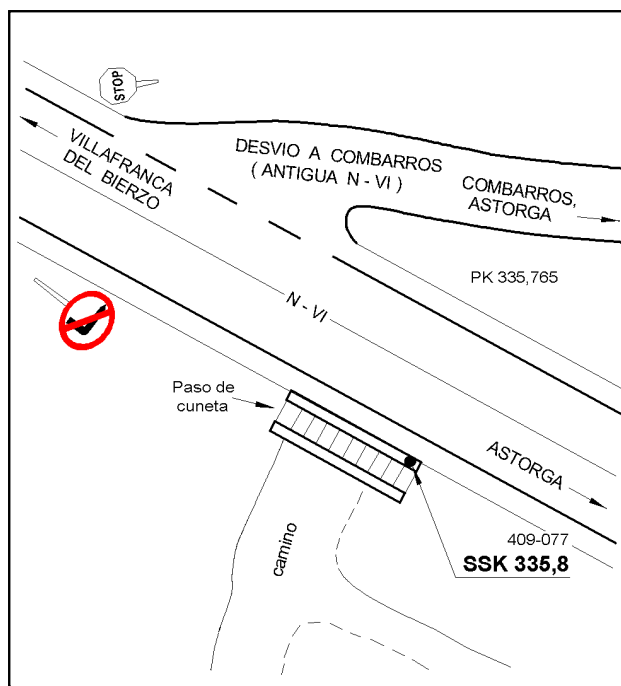 STOP
VILLAFRANCA
DEL BIERZO
DESVIO A COMBARROS
( ANTIGUA N - VI )
COMBARROS,
ASTORGA
PK 335,765
N - VI
Paso de
cuneta
ASTORGA
409-077
SSK 335,8
camino